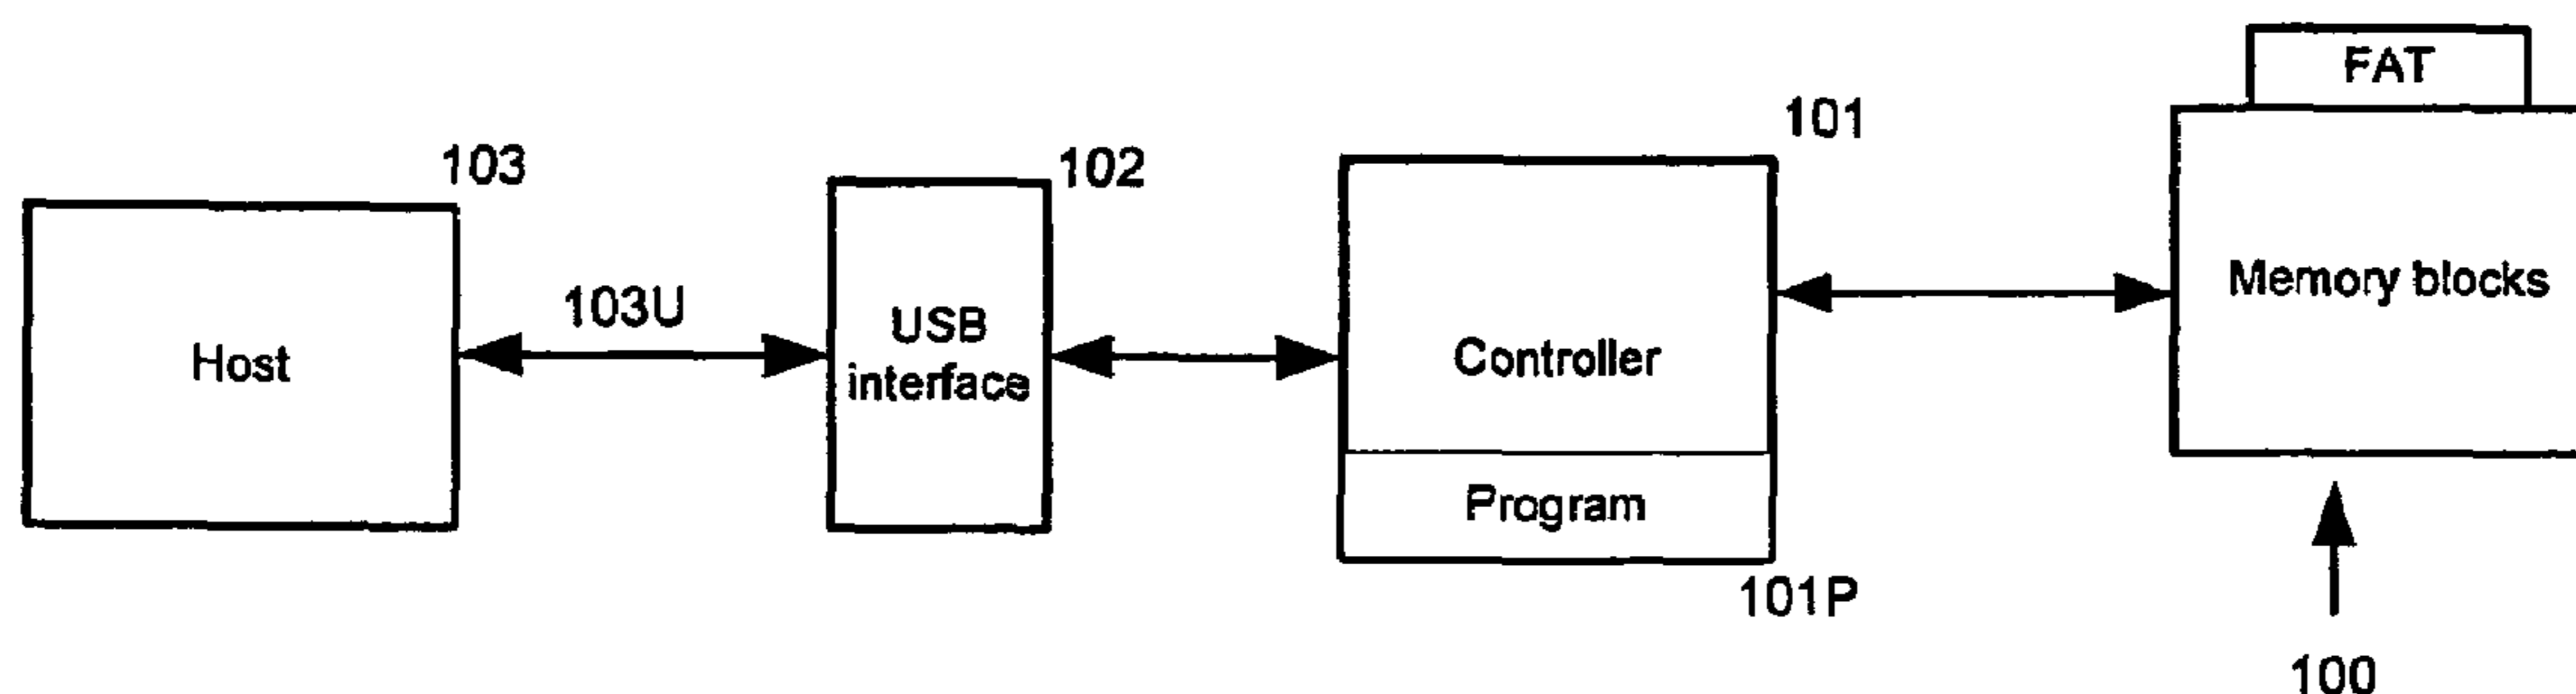 FAT
101
103
102
Memory blocks
103U
USB
interface
Host
Controller
Program
101P
100